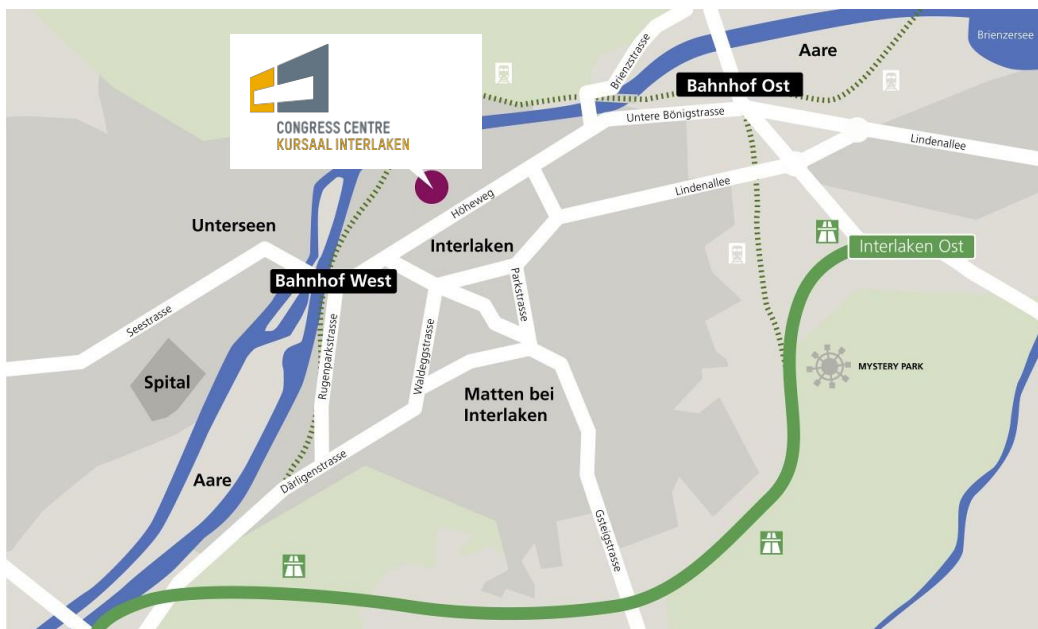 Brienzersee
Aare
Brienzstrasse
Bahnhof Ost
CONGRESS CENTRE
KURSAAL INTERLAKEN
Untere Bönigstrasse
Lindenallee
Lindenallee
Höheweg
Unterseen
Interlaken
Interlaken Ost
Bahnhof West
Parkstrasse
Seestrasse
Rugenparkstrasse
Waldeggstrasse
MYSTERY PARK
Spital
Matten bei
Interlaken
Aare
Därligenstrasse
Gsteigstrasse